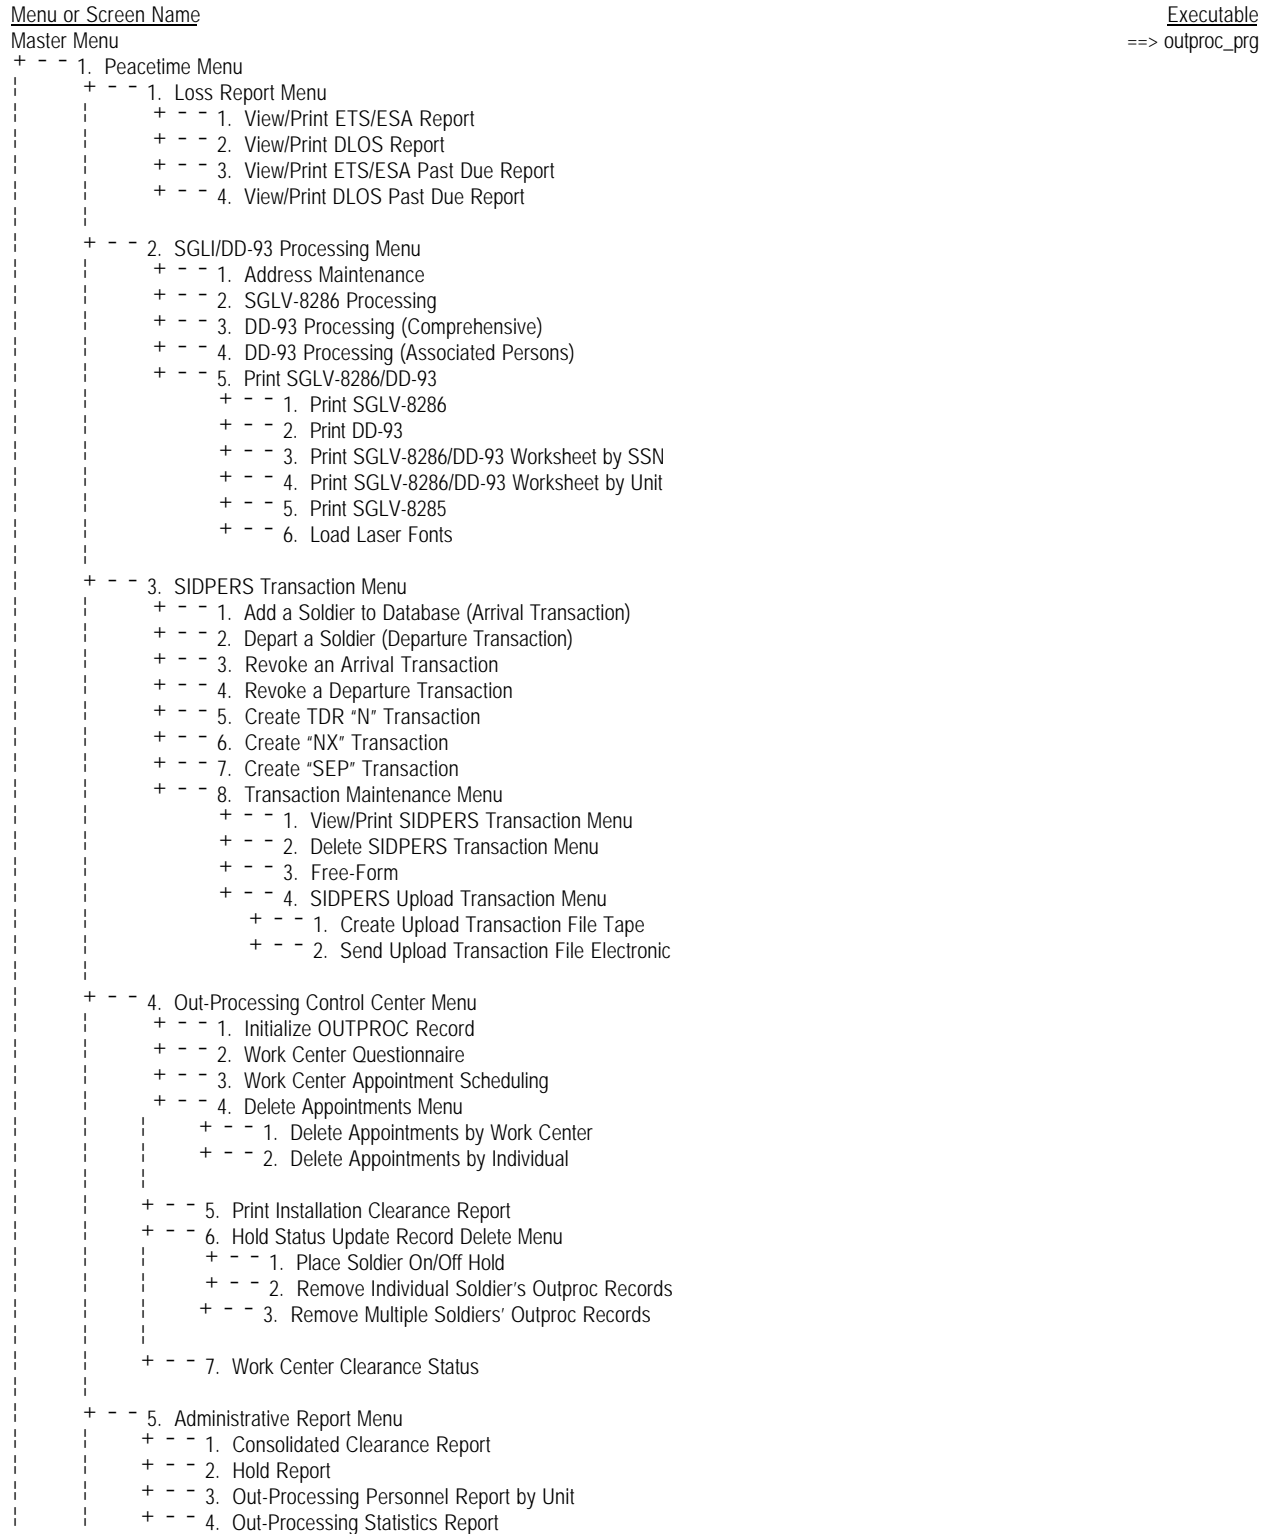 Menu or Screen Name Executable
Master Menu ==> outproc_prg
+ - - 1. Peacetime Menu
+ - - 1. Loss Report Menu
+ - - 1. View/Print ETS/ESA Report
+ - - 2. View/Print DLOS Report
+ - - 3. View/Print ETS/ESA Past Due Report
+ - - 4. View/Print DLOS Past Due Report
+ - - 2. SGLI/DD-93 Processing Menu
+ - - 1. Address Maintenance
+ - - 2. SGLV-8286 Processing
+ - - 3. DD-93 Processing (Comprehensive)
+ - - 4. DD-93 Processing (Associated Persons)
+ - - 5. Print SGLV-8286/DD-93
+ - - 1. Print SGLV-8286
+ - - 2. Print DD-93
+ - - 3. Print SGLV-8286/DD-93 Worksheet by SSN
+ - - 4. Print SGLV-8286/DD-93 Worksheet by Unit
+ - - 5. Print SGLV-8285
+ - - 6. Load Laser Fonts
+ - - 3. SIDPERS Transaction Menu
+ - - 1. Add a Soldier to Database (Arrival Transaction)
+ - - 2. Depart a Soldier (Departure Transaction)
+ - - 3. Revoke an Arrival Transaction
+ - - 4. Revoke a Departure Transaction
+ - - 5. Create TDR “N” Transaction
+ - - 6. Create “NX” Transaction
+ - - 7. Create “SEP” Transaction
+ - - 8. Transaction Maintenance Menu
+ - - 1. View/Print SIDPERS Transaction Menu
+ - - 2. Delete SIDPERS Transaction Menu
+ - - 3. Free-Form
+ - - 4. SIDPERS Upload Transaction Menu
+ - - 1. Create Upload Transaction File Tape
+ - - 2. Send Upload Transaction File Electronic
+ - - 4. Out-Processing Control Center Menu
+ - - 1. Initialize OUTPROC Record
+ - - 2. Work Center Questionnaire
+ - - 3. Work Center Appointment Scheduling
+ - - 4. Delete Appointments Menu
+ - - 1. Delete Appointments by Work Center
+ - - 2. Delete Appointments by Individual
+ - - 5. Print Installation Clearance Report
+ - - 6. Hold Status Update Record Delete Menu
+ - - 1. Place Soldier On/Off Hold
+ - - 2. Remove Individual Soldier’s Outproc Records
+ - - 3. Remove Multiple Soldiers’ Outproc Records
+ - - 7. Work Center Clearance Status
+ - - 5. Administrative Report Menu
+ - - 1. Consolidated Clearance Report
+ - - 2. Hold Report
+ - - 3. Out-Processing Personnel Report by Unit
+ - - 4. Out-Processing Statistics Report